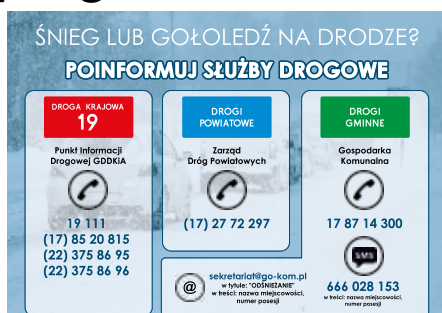 ŚNIEG LUB GOŁOLEDŹ NA DRODZE?
POINFORMUJ SŁUŻBY DROGOWE
DROGA KRAJOWA
19
Punkt Informacji
Drogowej GDDKiA
19 111
(17) 85 20 815
(22) 375 86 95
(22) 375 86 96
DROGI
POWIATOWE
Zarząd
Dróg Powiatowych
(17) 27 72 297
DROGI
GMINNE
Gospodarka
Komunalna
17 87 14 300
SMS
666 028 153
w treści: nazwa miejscowości,
numer posesji
@
sekretariat@go-kom.pl
w tytule: "ODŚNIEŻANIE"
w treści: nazwa miejscowości,
numer posesji